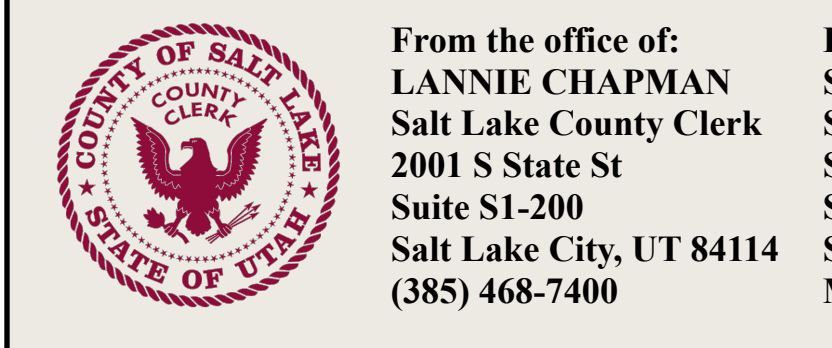 COUNTY OF SALT LAKE
COUNTY
CLERK
★ STATE OF UTAH ★
From the office of:
LANNIE CHAPMAN
Salt Lake County Clerk
2001 S State St
Suite S1-200
Salt Lake City, UT 84114
(385) 468-7400